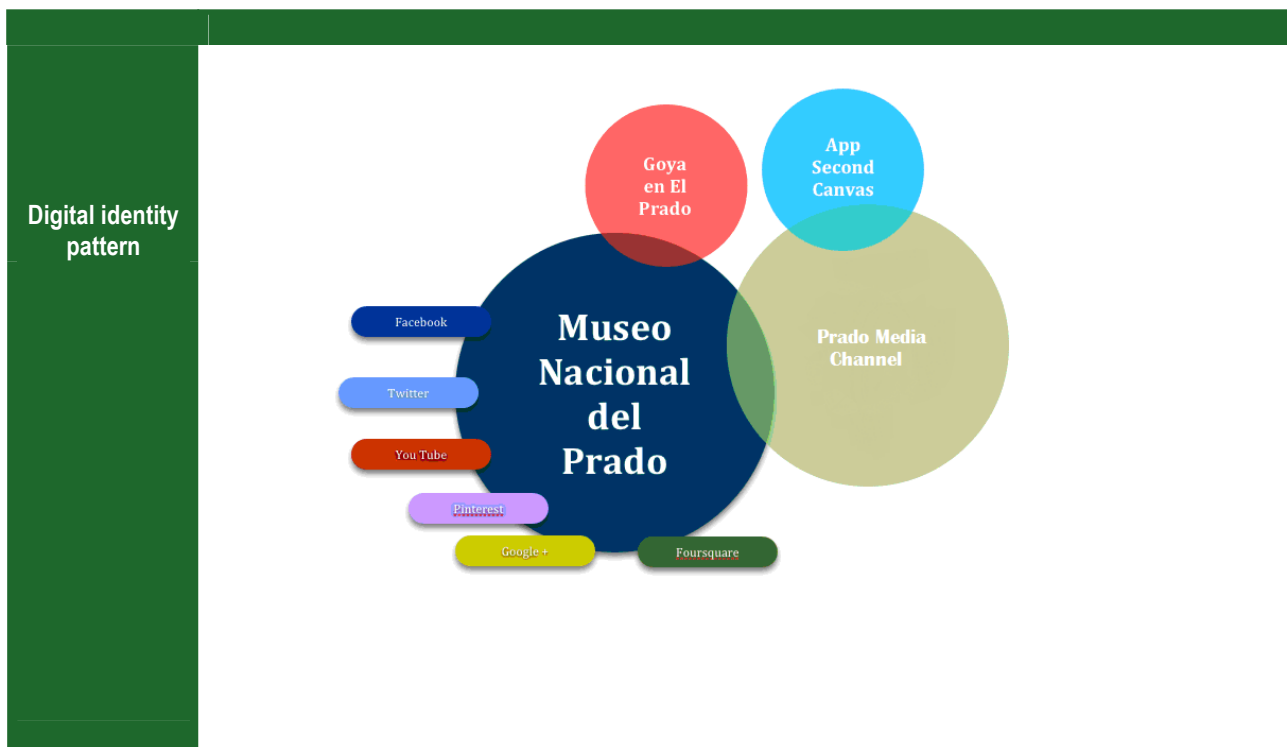 Digital identity
pattern
Goya
en El
Prado
App
Second
Canvas
Museo
Nacional
del
Prado
Prado Media
Channel
Facebook
Twitter
You Tube
Pinterest
Google +
Foursquare